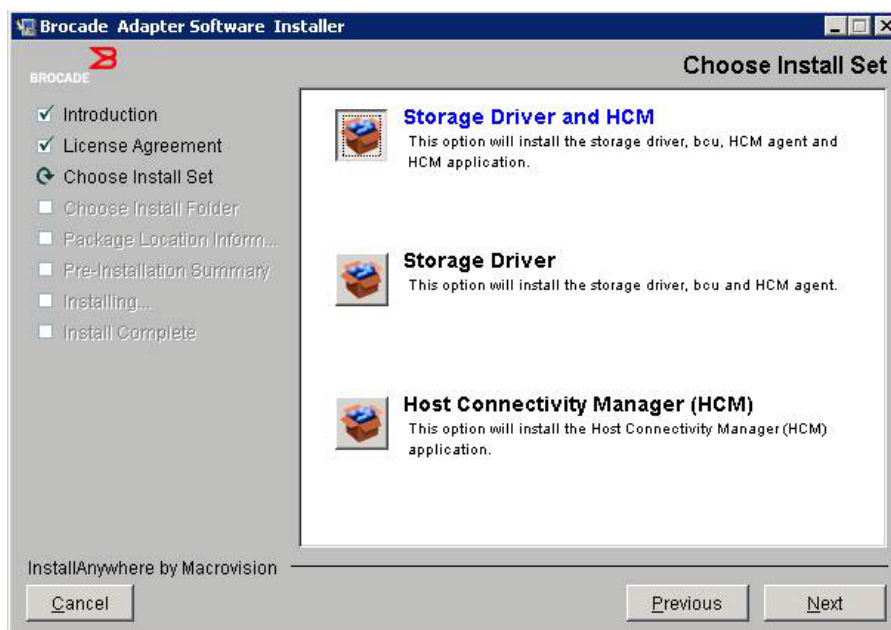 Brocade Adapter Software Installer
BROCADE
Choose Install Set
Introduction
License Agreement
Choose Install Set
Choose Install Folder
Package Location Inform...
Pre-Installation Summary
Installing...
Install Complete
Storage Driver and HCM
This option will install the storage driver, bcu, HCM agent and
HCM application.
Storage Driver
This option will install the storage driver, bcu and HCM agent.
Host Connectivity Manager (HCM)
This option will install the Host Connectivity Manager (HCM)
application.
InstallAnywhere by Macrovision
Cancel
Previous
Next